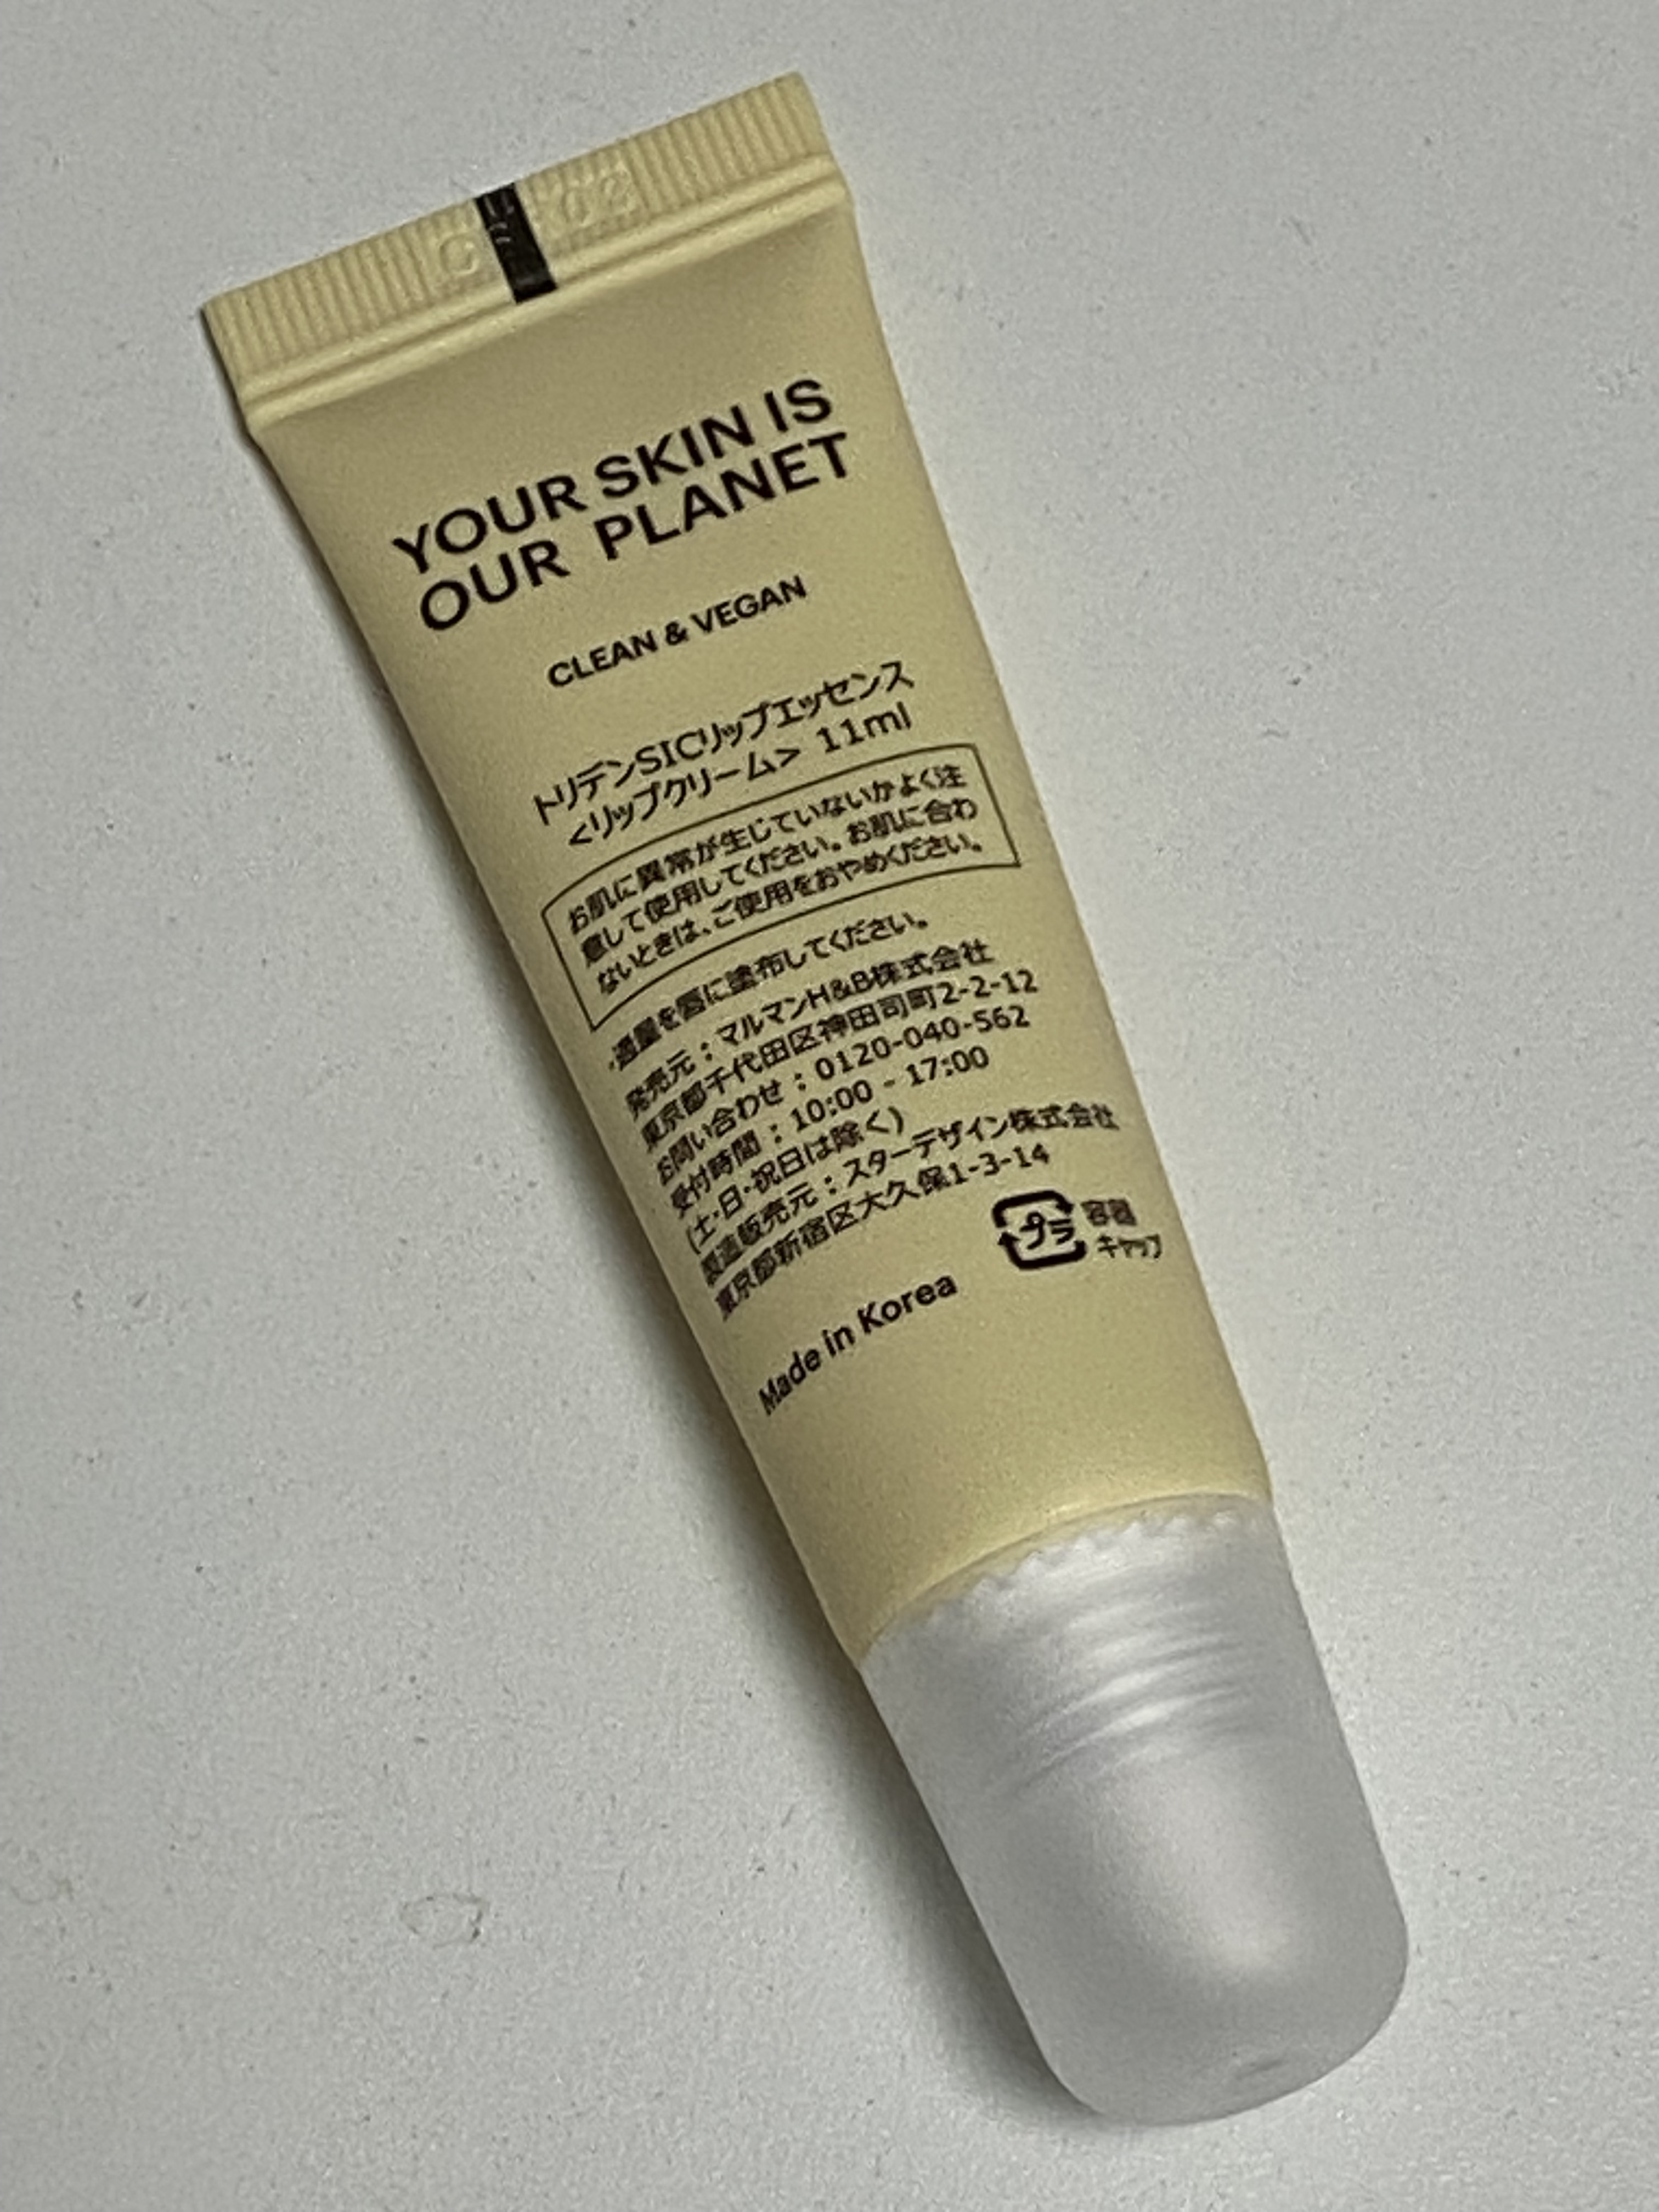 YOUR SKIN IS
OUR PLANET
CLEAN & VEGAN
トリデンSICリップエッセンス
<リップクリーム> 11ml
お肌に異常が生じていないかよく注
意して使用してください。お肌に合わ
ないときは、ご使用をおやめください。
・適量を唇に塗布してください。
発売元：マルマンH&B株式会社
東京都千代田区神田司町2-2-12
お問い合わせ：0120-040-562
受付時間：10:00 - 17:00
(土・日・祝日は除く)
製造販売元：スターデザイン株式会社
東京都新宿区大久保1-3-14
プラ 容器
キャップ
Made in Korea